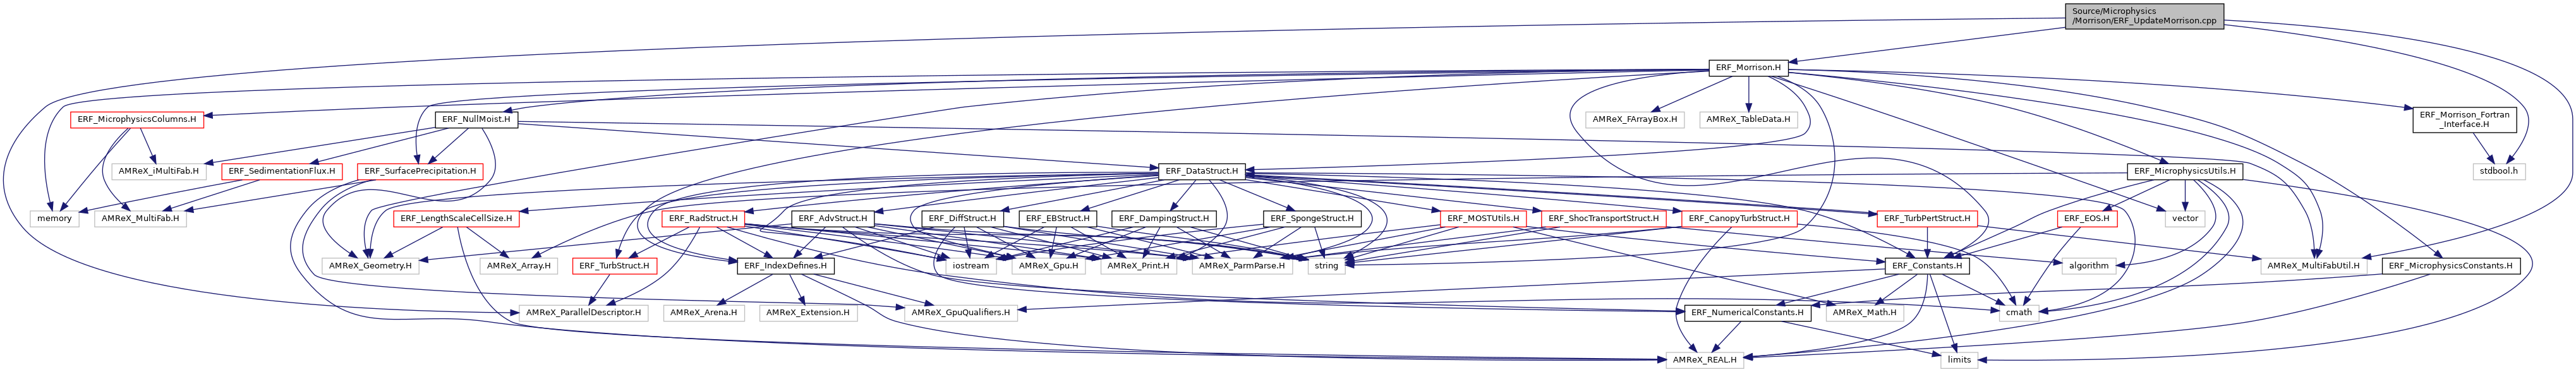 Source/Microphysics
/Morrison/ERF_UpdateMorrison.cpp
ERF_Morrison.H
ERF_MicrophysicsColumns.H
ERF_NullMoist.H
AMReX_FArrayBox.H
AMReX_TableData.H
ERF_Morrison_Fortran
_Interface.H
AMReX_iMultiFab.H
ERF_SedimentationFlux.H
ERF_SurfacePrecipitation.H
ERF_DataStruct.H
ERF_MicrophysicsUtils.H
stdbool.h
memory
AMReX_MultiFab.H
ERF_LengthScaleCellSize.H
ERF_RadStruct.H
ERF_AdvStruct.H
ERF_DiffStruct.H
ERF_EBStruct.H
ERF_DampingStruct.H
ERF_SpongeStruct.H
ERF_MOSTUtils.H
ERF_ShocTransportStruct.H
ERF_CanopyTurbStruct.H
ERF_TurbPertStruct.H
ERF_EOS.H
vector
AMReX_Geometry.H
AMReX_Array.H
ERF_TurbStruct.H
ERF_IndexDefines.H
iostream
AMReX_Gpu.H
AMReX_Print.H
AMReX_ParmParse.H
string
ERF_Constants.H
algorithm
AMReX_MultiFabUtil.H
ERF_MicrophysicsConstants.H
AMReX_ParallelDescriptor.H
AMReX_Arena.H
AMReX_Extension.H
AMReX_GpuQualifiers.H
ERF_NumericalConstants.H
AMReX_Math.H
cmath
AMReX_REAL.H
limits